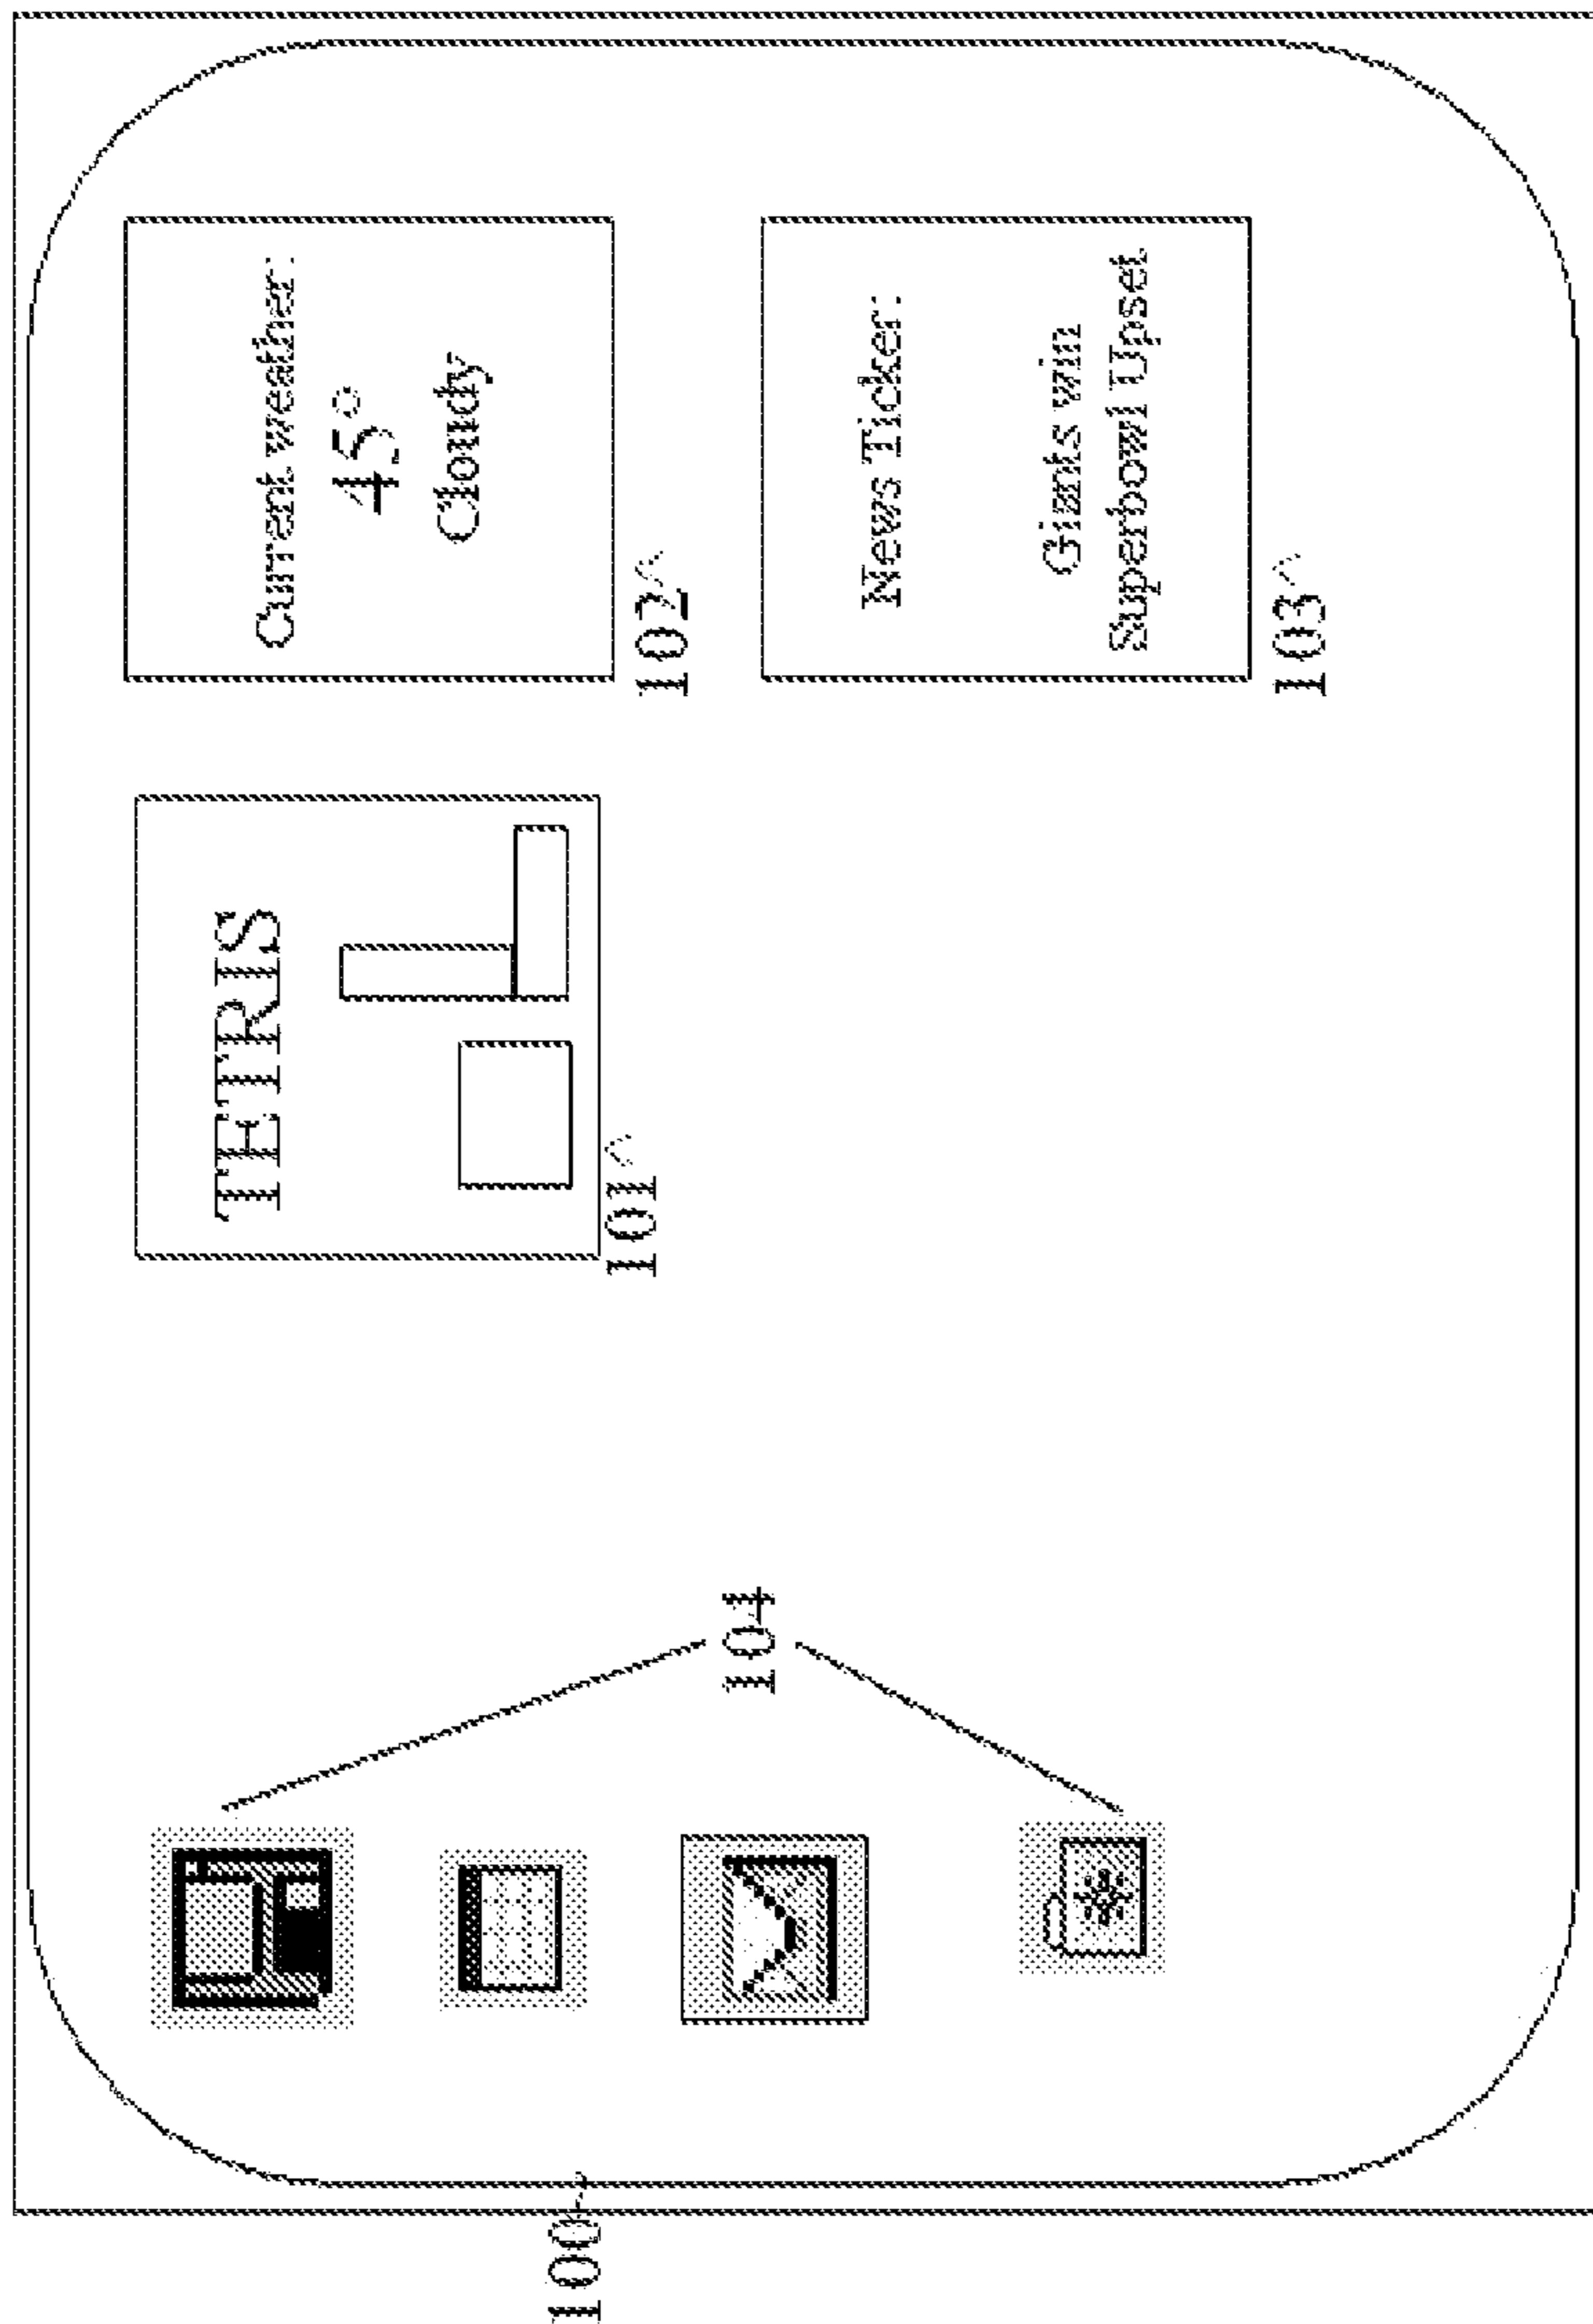 TETRIS
101^
Current weather:
45°
Cloudy
102^
News Ticker:
Giants win
Superbowl Upset
103^
104
100~